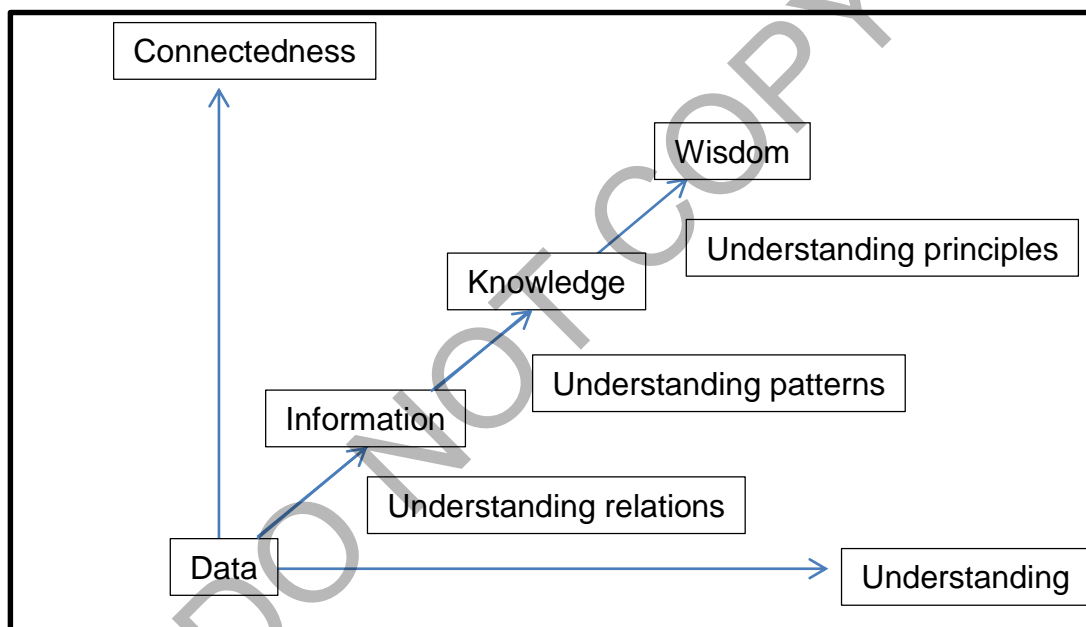 Connectedness
Wisdom
Understanding principles
Knowledge
Understanding patterns
Information
Understanding relations
Data
Understanding
DO NOT COPY